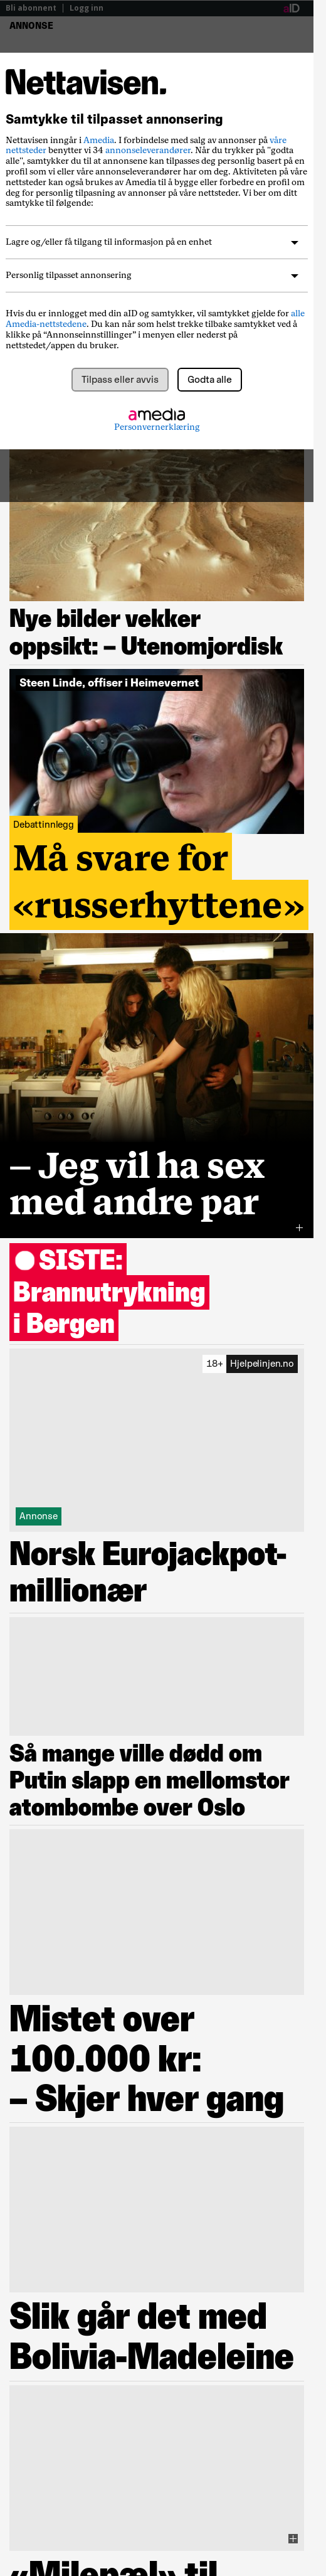 Bli abonnent | Logg inn
aID
ANNONSE
Nettavisen.
Samtykke til tilpasset annonsering
Nettavisen inngår i Amedia. I forbindelse med salg av annonser på våre
nettsteder benytter vi 34 annonseleverandører. Når du trykker på "godta
alle", samtykker du til at annonsene kan tilpasses deg personlig basert på en
profil som vi eller våre annonseleverandører har om deg. Aktiviteten på våre
nettsteder kan også brukes av Amedia til å bygge eller forbedre en profil om
deg for personlig tilpasning av annonser på våre nettsteder. Vi ber om ditt
samtykke til følgende:
Lagre og/eller få tilgang til informasjon på en enhet
Personlig tilpasset annonsering
Hvis du er innlogget med din aID og samtykker, vil samtykket gjelde for alle
Amedia-nettstedene. Du kan når som helst trekke tilbake samtykket ved å
klikke på “Annonseinnstillinger” i menyen eller nederst på
nettstedet/appen du bruker.
Tilpass eller avvis
Godta alle
amedia
Personvernerklæring
Nye bilder vekker
oppsikt: – Utenomjordisk
Steen Linde, offiser i Heimevernet
Debattinnlegg
Må svare for
«russerhyttene»
– Jeg vil ha sex
med andre par
SISTE:
Brannutrykning
i Bergen
18+ Hjelpelinjen.no
Annonse
Norsk Eurojackpot-
millionær
Så mange ville dødd om
Putin slapp en mellomstor
atombombe over Oslo
Mistet over
100.000 kr:
– Skjer hver gang
Slik går det med
Bolivia-Madeleine
«Milepæl» til